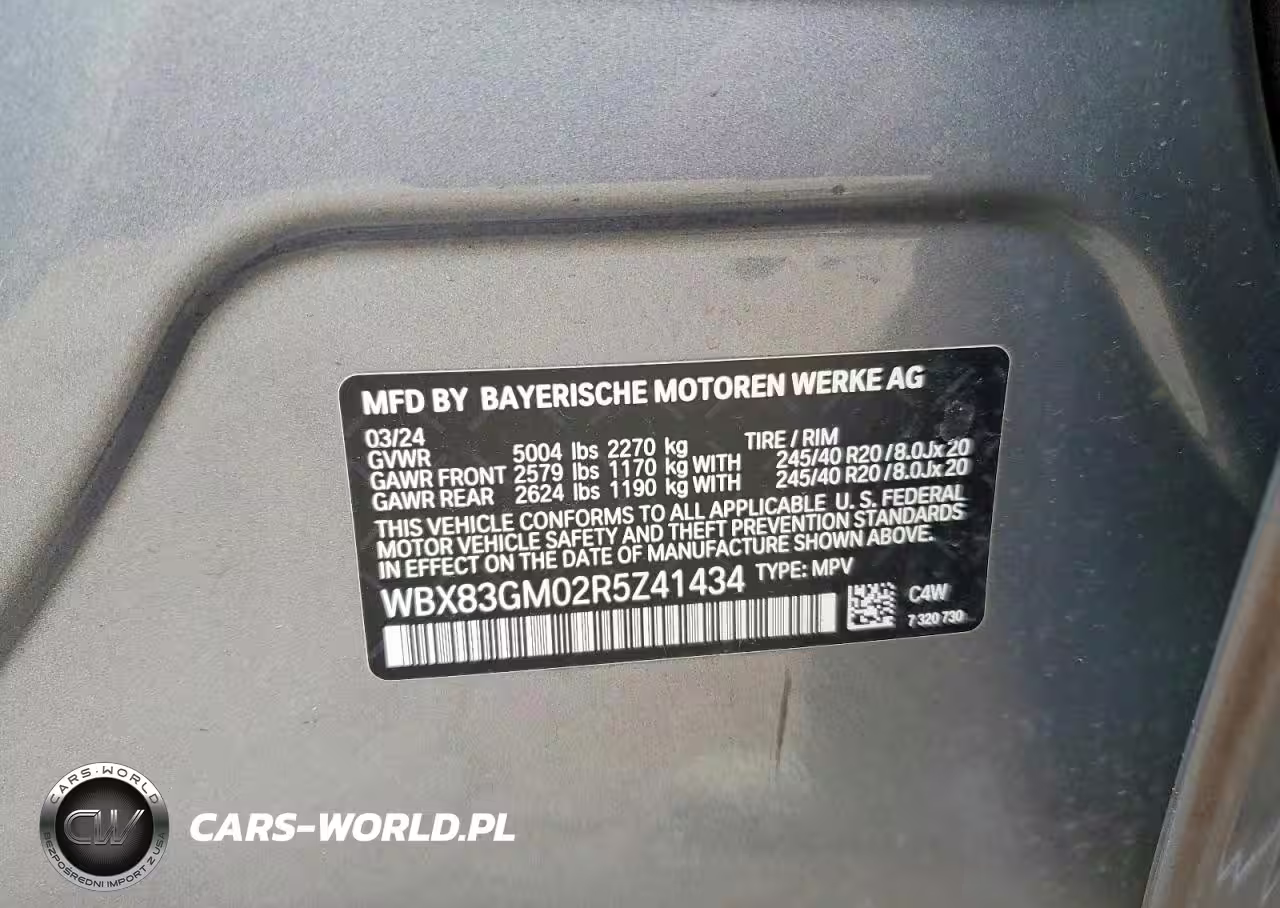 MFD BY BAYERISCHE MOTOREN WERKE AG
03/24
GVWR 5004 lbs 2270 kg TIRE / RIM
GAWR FRONT 2579 lbs 1170 kg WITH 245/40 R20 / 8.0Jx20
GAWR REAR 2624 lbs 1190 kg WITH 245/40 R20 / 8.0Jx20
THIS VEHICLE CONFORMS TO ALL APPLICABLE U. S. FEDERAL
MOTOR VEHICLE SAFETY AND THEFT PREVENTION STANDARDS
IN EFFECT ON THE DATE OF MANUFACTURE SHOWN ABOVE.
WBX83GM02R5Z41434 TYPE: MPV
C4W
7 320 730
CARS-WORLD
CW
BEZPOŚREDNI IMPORT Z USA
CARS-WORLD.PL